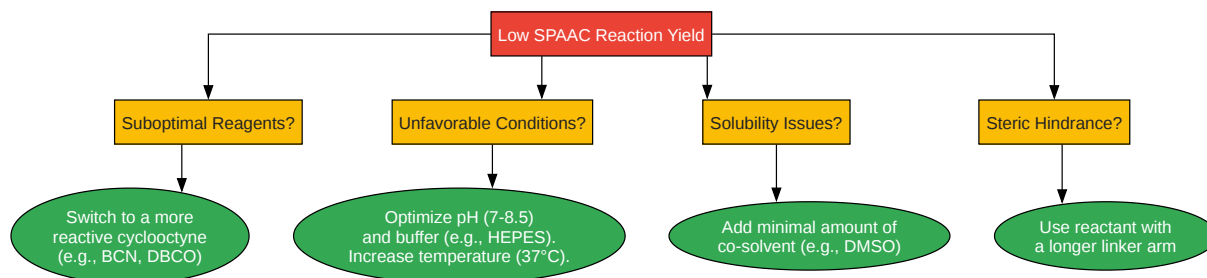 Low SPAAC Reaction Yield
Suboptimal Reagents?
Unfavorable Conditions?
Solubility Issues?
Steric Hindrance?
Switch to a more
reactive cyclooctyne
(e.g., BCN, DBCO)
Optimize pH (7-8.5)
and buffer (e.g., HEPES).
Increase temperature (37°C).
Add minimal amount of
co-solvent (e.g., DMSO)
Use reactant with
a longer linker arm